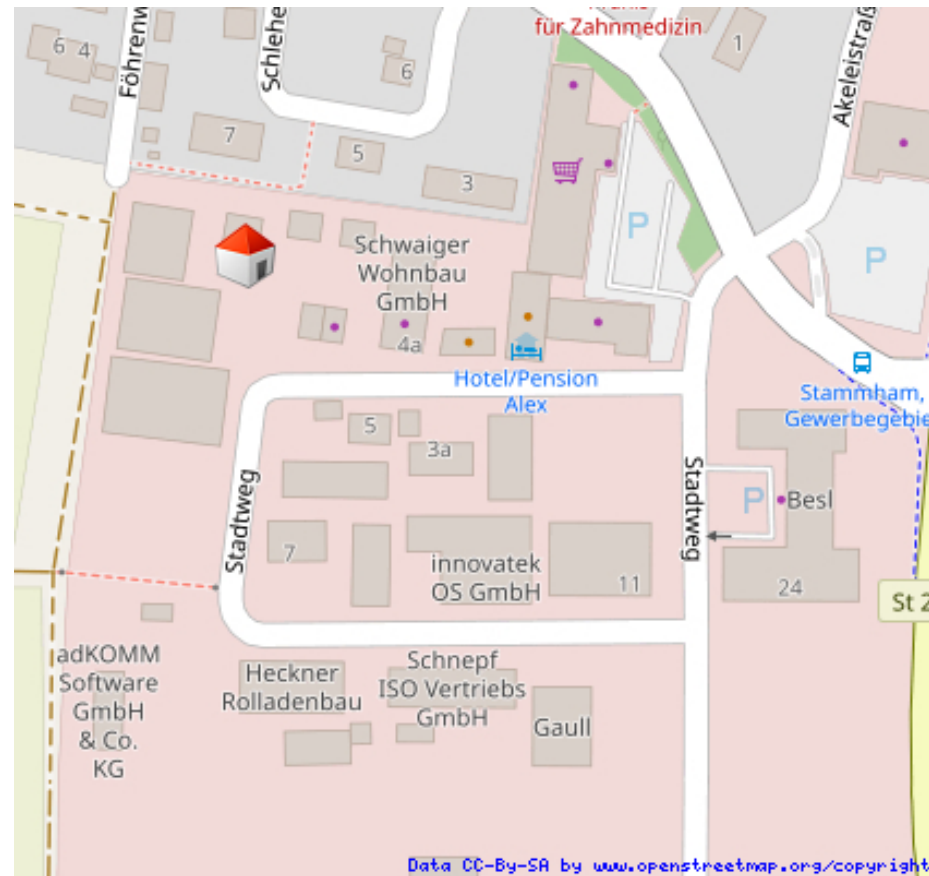 für Zahnmedizin
1
6
4
Föhrenw
Schlehe
6
Akeleistraß
7
5
3
P
P
Schwaiger
Wohnbau
GmbH
4a
Hotel/Pension
Alex
Stammham,
Gewerbegebie
5
3a
Stadtweg
Stadtweg
P
Besl
7
innovatek
OS GmbH
11
24
St 2
adKOMM
Software
GmbH
& Co.
KG
Heckner
Rolladenbau
Schnepf
ISO Vertriebs
GmbH
Gaull
Data CC-By-SA by www.openstreetmap.org/copyright